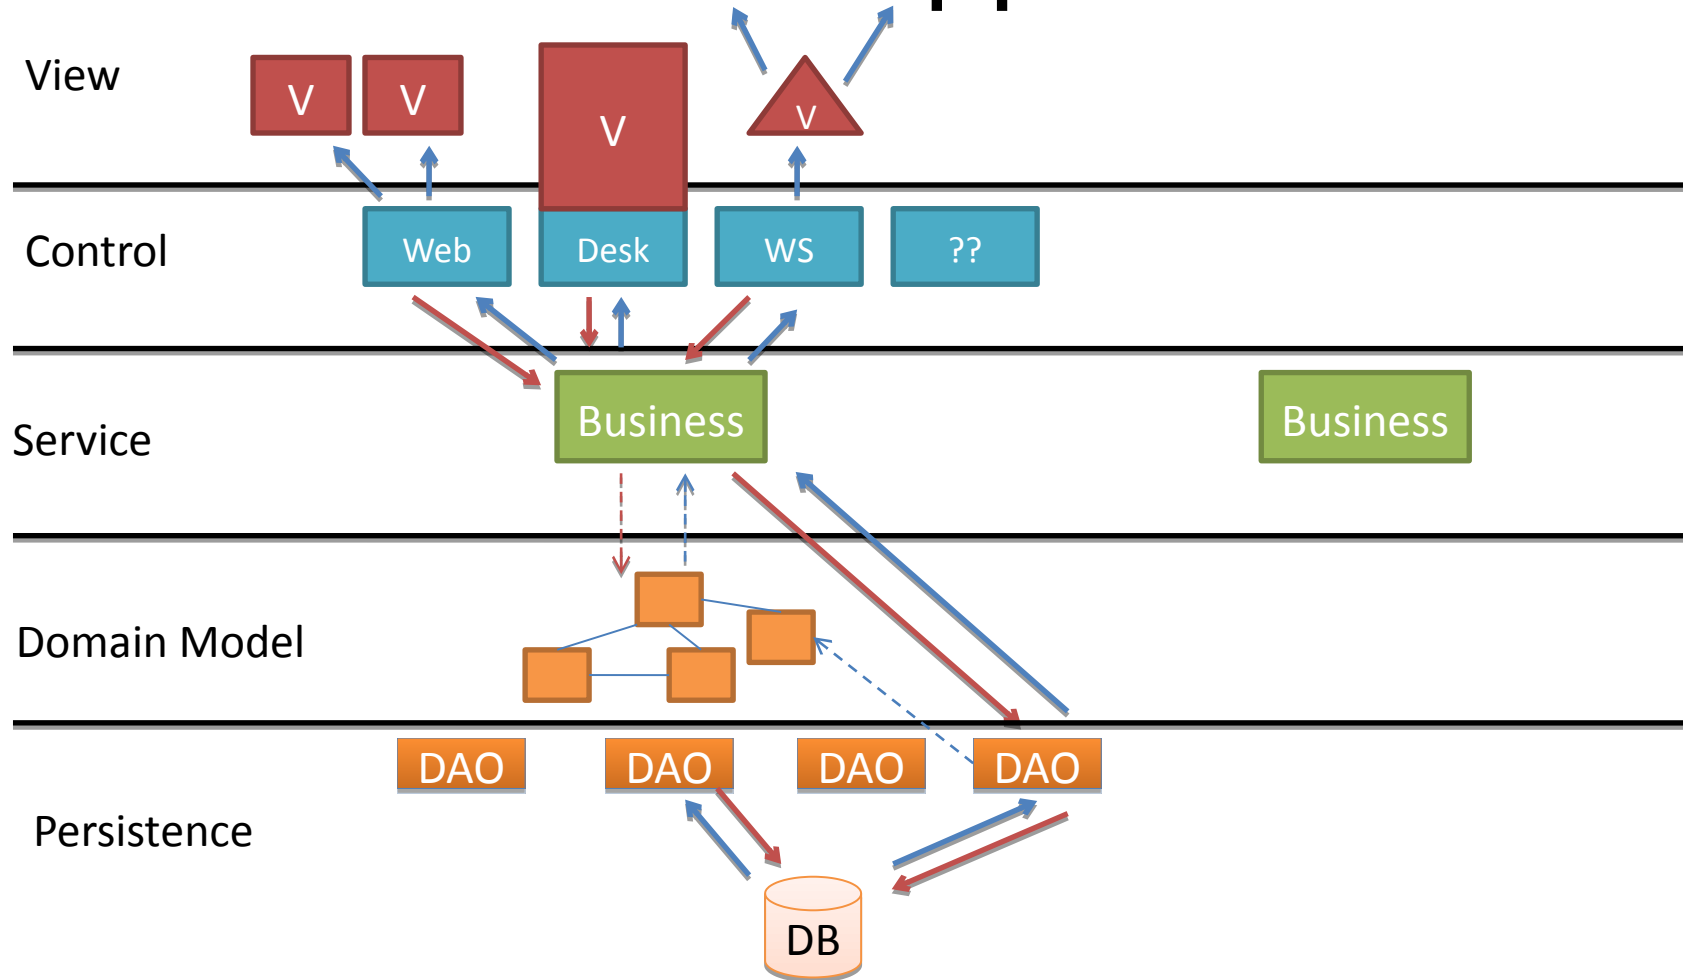 View
V
V
V
V
Control
Web
Desk
WS
??
Service
Business
Business
Domain Model
Persistence
DAO
DAO
DAO
DAO
DB